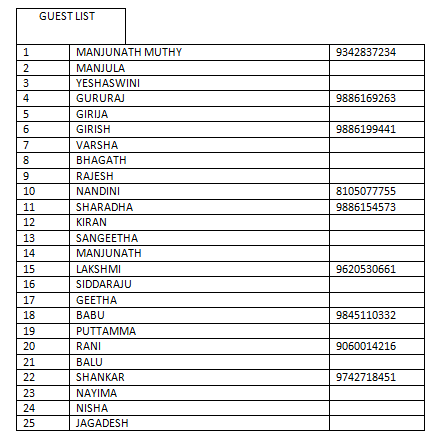 GUEST LIST
1 MANJUNATH MUTHY 9342837234
2 MANJULA
3 YESHASWINI
4 GURURAJ 9886169263
5 GIRIJA
6 GIRISH 9886199441
7 VARSHA
8 BHAGATH
9 RAJESH
10 NANDINI 8105077755
11 SHARADHA 9886154573
12 KIRAN
13 SANGEETHA
14 MANJUNATH
15 LAKSHMI 9620530661
16 SIDDARAJU
17 GEETHA
18 BABU 9845110332
19 PUTTAMMA
20 RANI 9060014216
21 BALU
22 SHANKAR 9742718451
23 NAYIMA
24 NISHA
25 JAGADESH